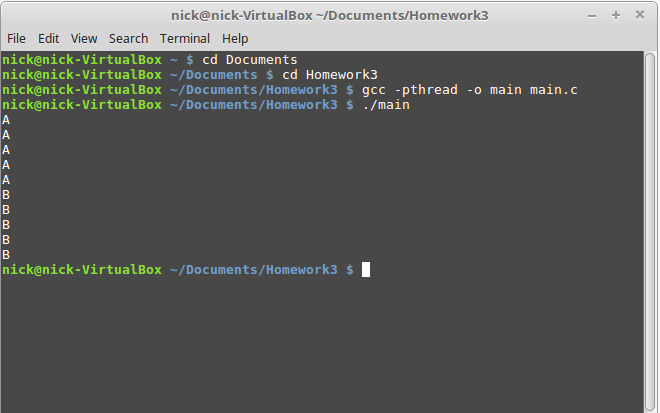 nick@nick-VirtualBox ~/Documents/Homework3
File Edit View Search Terminal Help
nick@nick-VirtualBox ~ $ cd Documents
nick@nick-VirtualBox ~/Documents $ cd Homework3
nick@nick-VirtualBox ~/Documents/Homework3 $ gcc -pthread -o main main.c
nick@nick-VirtualBox ~/Documents/Homework3 $ ./main
A
A
A
A
A
B
B
B
B
B
nick@nick-VirtualBox ~/Documents/Homework3 $